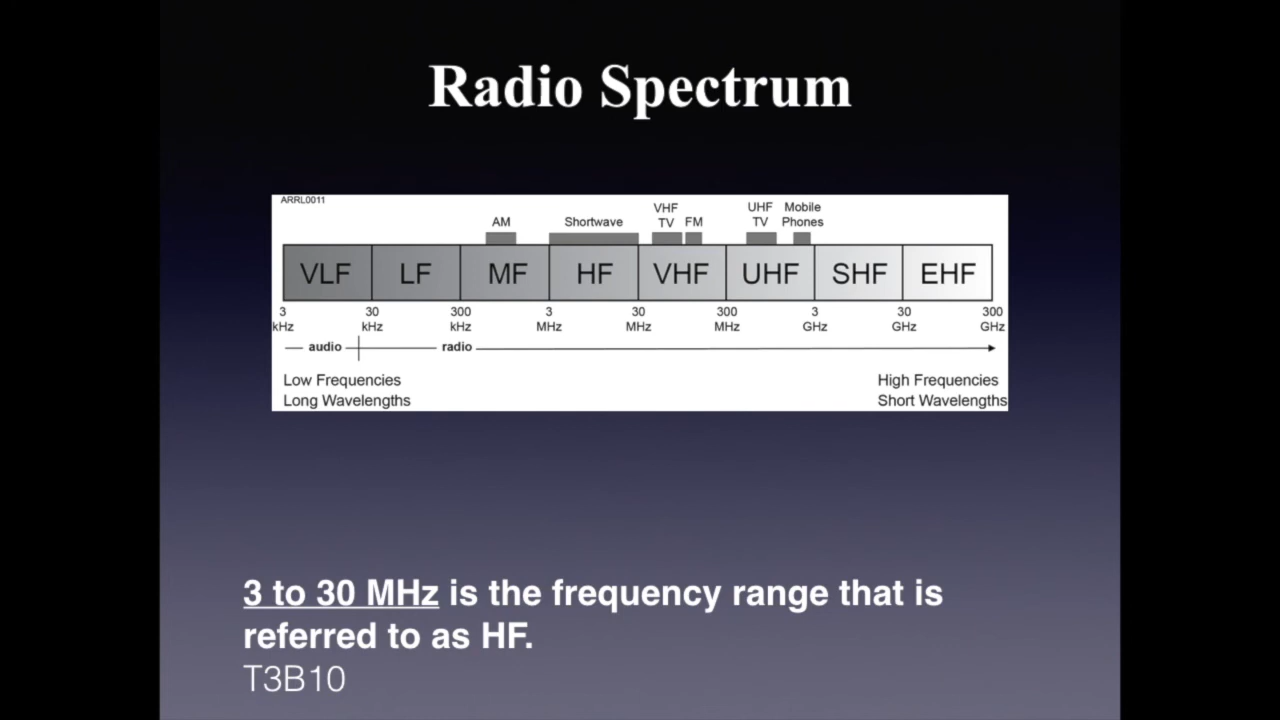 Radio Spectrum
ARRL0011
AM
Shortwave
VHF
TV
FM
UHF
TV
Mobile
Phones
VLF LF MF HF VHF UHF SHF EHF
3 30 300 3 30 300 3 30 300
kHz kHz kHz MHz MHz MHz GHz GHz GHz
audio radio
Low Frequencies High Frequencies
Long Wavelengths Short Wavelengths
3 to 30 MHz is the frequency range that is
referred to as HF.
T3B10